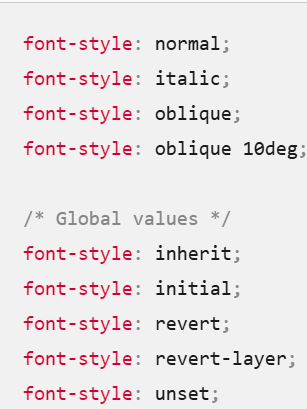 font-style: normal;
font-style: italic;
font-style: oblique;
font-style: oblique 10deg;
/* Global values */
font-style: inherit;
font-style: initial;
font-style: revert;
font-style: revert-layer;
font-style: unset;